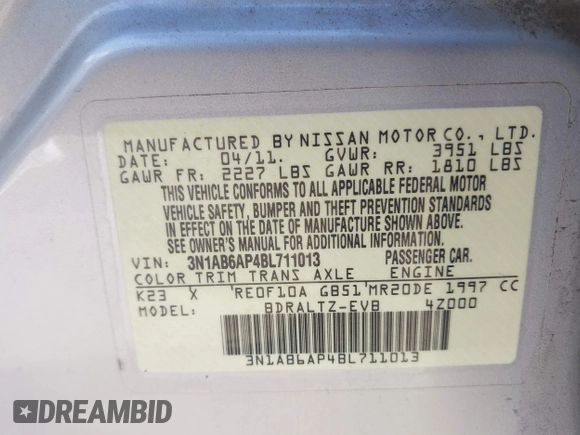 MANUFACTURED BY NISSAN MOTOR CO., LTD.
DATE: 04/11. GVWR: 3951 LBS
GAWR FR: 2227 LBS GAWR RR: 1810 LBS
THIS VEHICLE CONFORMS TO ALL APPLICABLE FEDERAL MOTOR
VEHICLE SAFETY, BUMPER AND THEFT PREVENTION STANDARDS
IN EFFECT ON THE DATE OF MANUFACTURE SHOWN ABOVE.
SEE OWNER'S MANUAL FOR ADDITIONAL INFORMATION.
VIN: 3N1AB6AP4BL711013 PASSENGER CAR.
COLOR TRIM TRANS AXLE ENGINE
K23 X 'RE0F10A GB51'MR20DE 1997 CC
MODEL: BDRALTZ-EVB 4Z000
3N1AB6AP4BL711013
DREAMBID